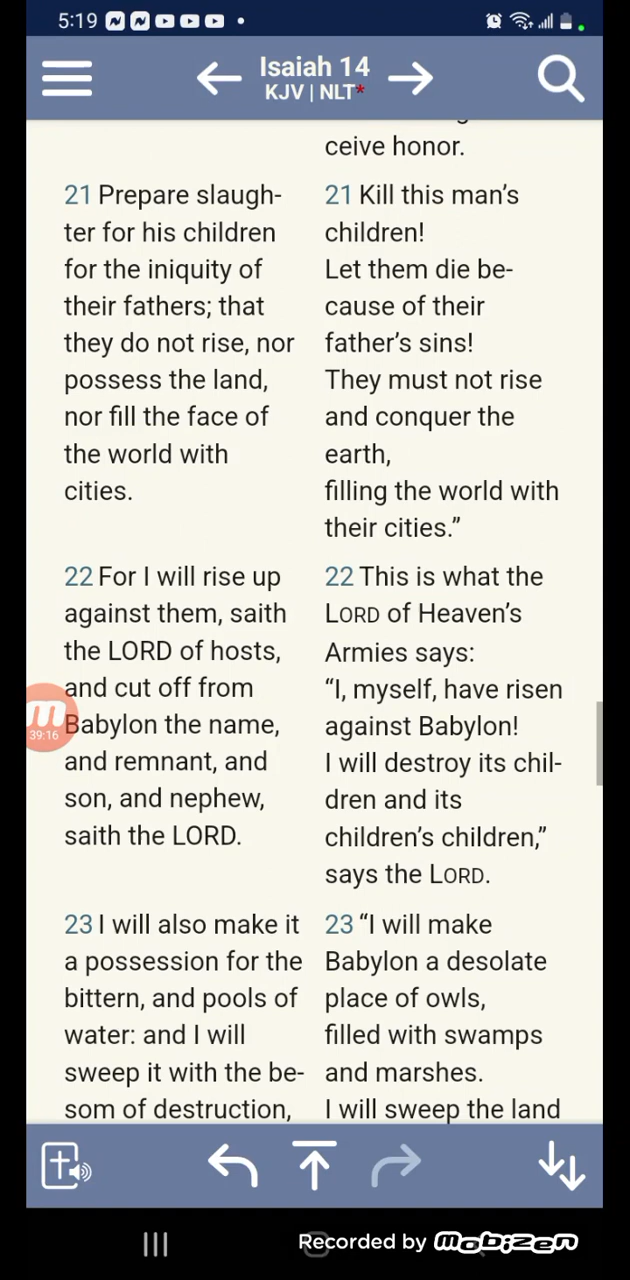 5:19
Isaiah 14
KJV | NLT*
ceive honor.
21 Prepare slaugh-
ter for his children
for the iniquity of
their fathers; that
they do not rise, nor
possess the land,
nor fill the face of
the world with
cities.
21 Kill this man's
children!
Let them die be-
cause of their
father's sins!
They must not rise
and conquer the
earth,
filling the world with
their cities.”
22 For I will rise up
against them, saith
the LORD of hosts,
and cut off from
Babylon the name,
and remnant, and
son, and nephew,
saith the LORD.
22 This is what the
LORD of Heaven’s
Armies says:
“I, myself, have risen
against Babylon!
I will destroy its chil-
dren and its
children’s children,”
says the LORD.
39:16
23 I will also make it
a possession for the
bittern, and pools of
water: and I will
sweep it with the be-
som of destruction,
23 “I will make
Babylon a desolate
place of owls,
filled with swamps
and marshes.
I will sweep the land
Recorded by mobizen